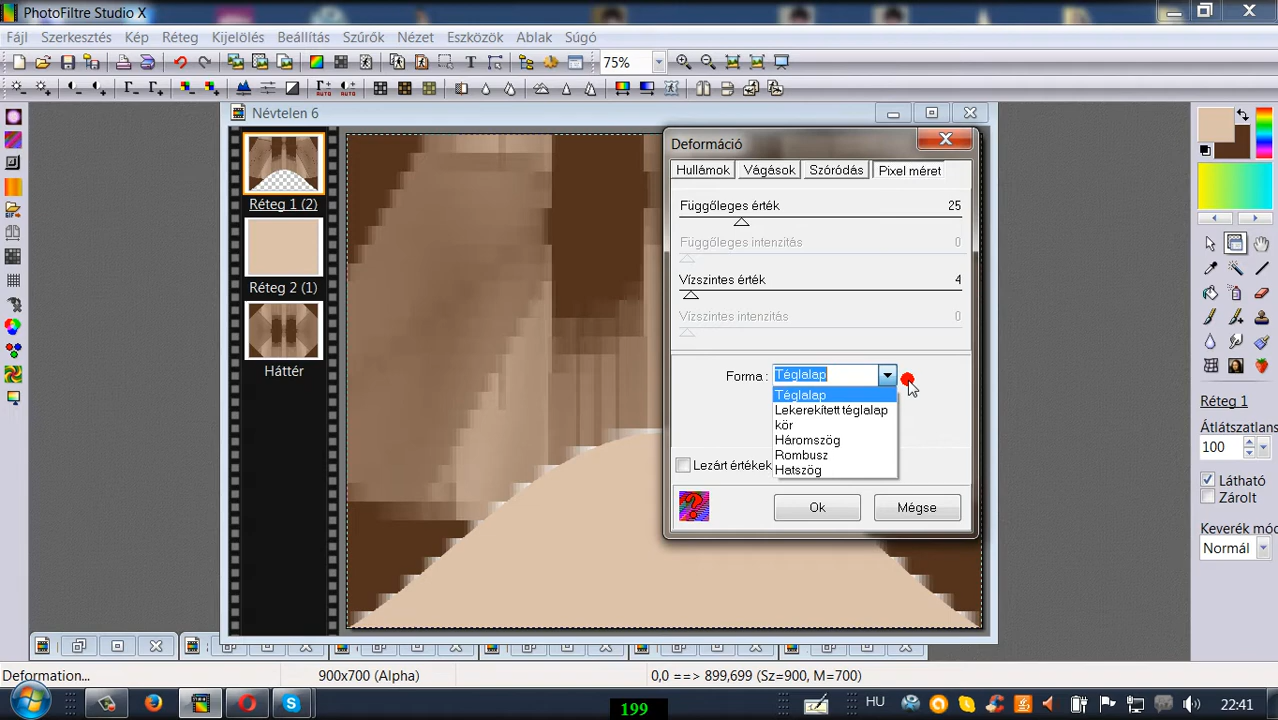 PhotoFiltre Studio X
Fájl Szerkesztés Kép Réteg Kijelölés Beállítás Szűrők Nézet Eszközök Ablak Súgó
75%
Névtelen 6
Réteg 1 (2)
Réteg 2 (1)
Háttér
Deformáció
Hullámok Vágások Szóródás Pixel méret
Függőleges érték 25
Függőleges intenzitás 0
Vízszintes érték 4
Vízszintes intenzitás 0
Forma : Téglalap
Téglalap
Lekerekített téglalap
kör
Háromszög
Rombusz
Hatszög
Lezárt értékek
Ok Mégse
Réteg 1
Átlátszatlans
100
Látható
Zárolt
Keverék mód
Normál
Deformation... 900x700 (Alpha) 0,0 ==> 899,699 (Sz=900, M=700)
199
HU
22:41